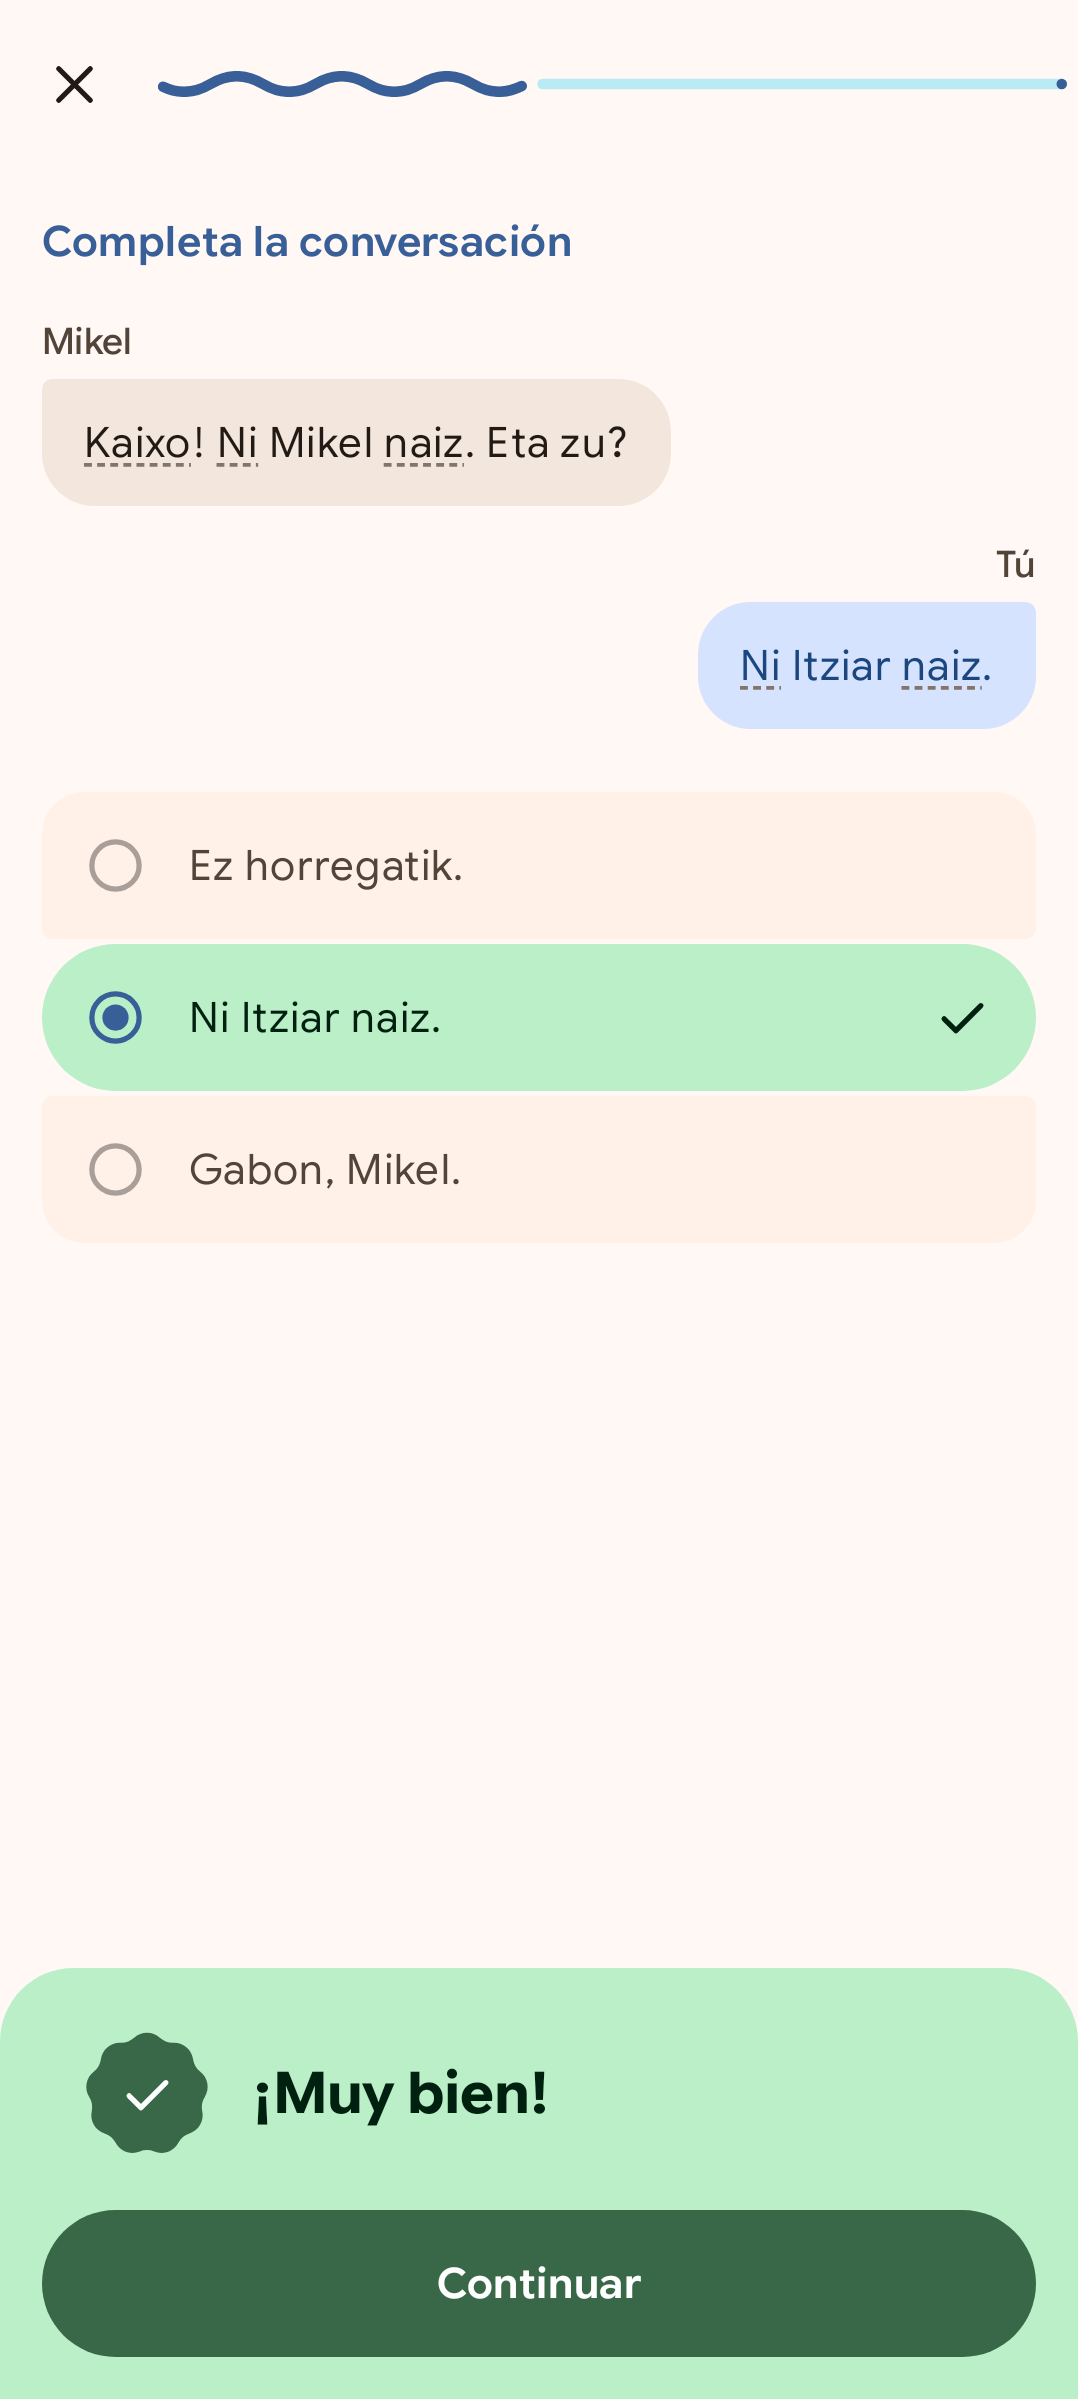 Completa la conversación
Mikel
Kaixo! Ni Mikel naiz. Eta zu?
Tú
Ni Itziar naiz.
Ez horregatik.
Ni Itziar naiz.
Gabon, Mikel.
¡Muy bien!
Continuar